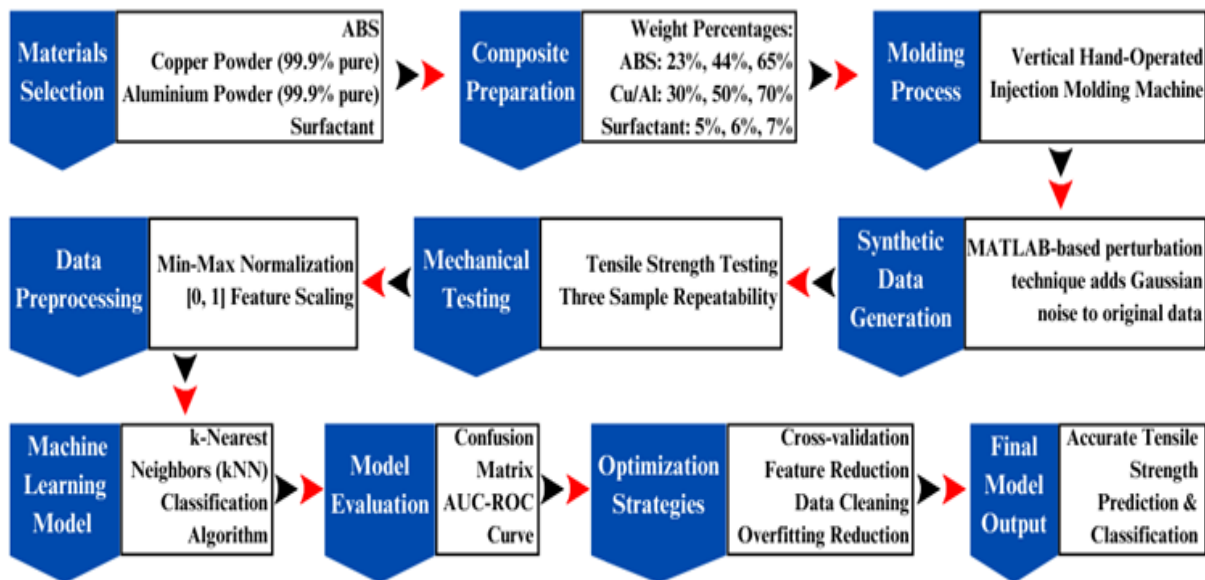 Materials
Selection
ABS
Copper Powder (99.9% pure)
Aluminium Powder (99.9% pure)
Surfactant
Composite
Preparation
Weight Percentages:
ABS: 23%, 44%, 65%
Cu/Al: 30%, 50%, 70%
Surfactant: 5%, 6%, 7%
Molding
Process
Vertical Hand-Operated
Injection Molding Machine
Data
Preprocessing
Min-Max Normalization
[0, 1] Feature Scaling
Mechanical
Testing
Tensile Strength Testing
Three Sample Repeatability
Synthetic
Data
Generation
MATLAB-based perturbation
technique adds Gaussian
noise to original data
Machine
Learning
Model
k-Nearest
Neighbors (kNN)
Classification
Algorithm
Model
Evaluation
Confusion
Matrix
AUC-ROC
Curve
Optimization
Strategies
Cross-validation
Feature Reduction
Data Cleaning
Overfitting Reduction
Final
Model
Output
Accurate Tensile
Strength
Prediction &
Classification